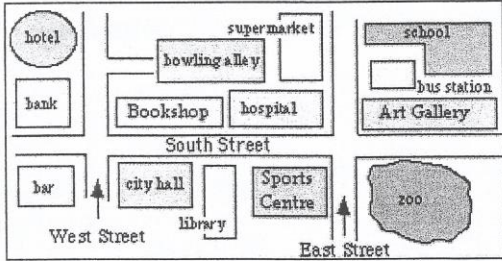 hotel
supermarket
school
bowling alley
bank
bus station
Bookshop
hospital
Art Gallery
South Street
bar
city hall
Sports
Centre
zoo
library
West Street
East Street